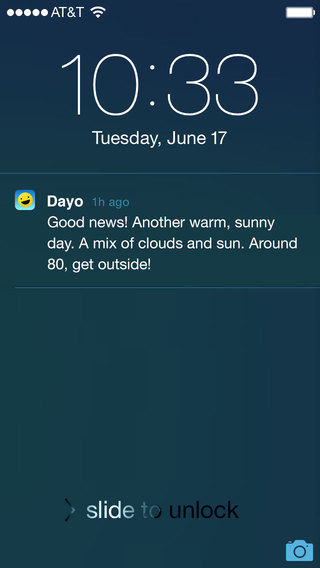 AT&T
10:33
Tuesday, June 17
Dayo 1h ago
Good news! Another warm, sunny
day. A mix of clouds and sun. Around
80, get outside!
slide to unlock